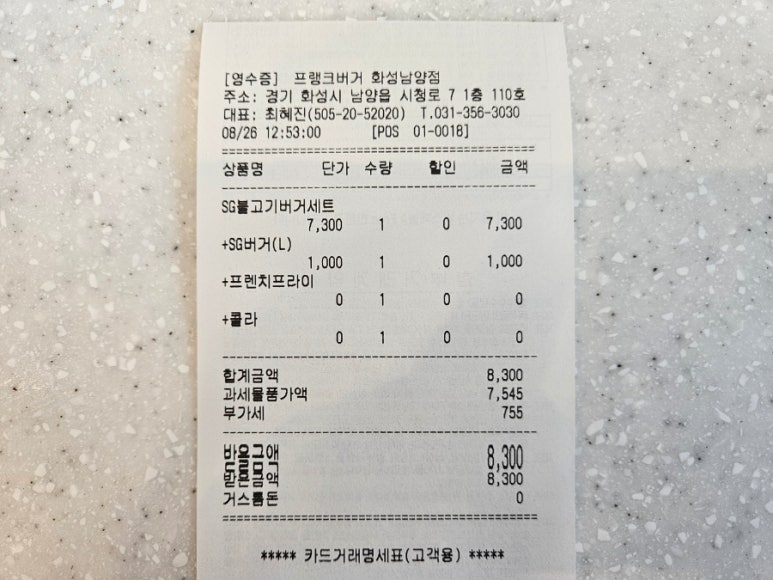 [영수증] 프랭크버거 화성남양점
주소: 경기 화성시 남양읍 시청로 7 1층 110호
대표: 최혜진(505-20-52020) T.031-356-3030
08/26 12:53:00 [POS 01-0018]
==============================================
상품명 단가 수량 할인 금액
----------------------------------------------
SG불고기버거세트
7,300 1 0 7,300
+SG버거(L)
1,000 1 0 1,000
+프렌치프라이
0 1 0 0
+콜라
0 1 0 0
----------------------------------------------
합계금액 8,300
과세물품가액 7,545
부가세 755
----------------------------------------------
8,300
받은금액 8,300
거스름돈 0
==============================================
***** 카드거래명세표(고객용) *****